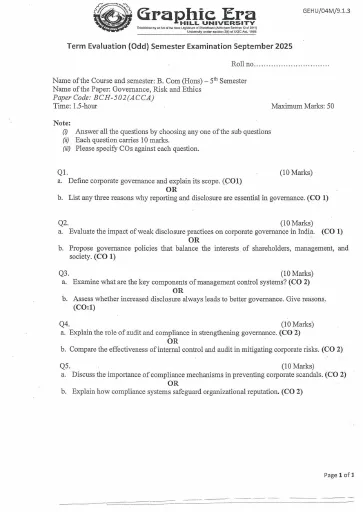 GEHU/04M/9.1.3
Graphic Era
HILL UNIVERSITY
University under section 2(f) of UGC Act, 1956
Term Evaluation (Odd) Semester Examination September 2025
Roll no..............................
Name of the Course and semester: B. Com (Hons) – 5th Semester
Name of the Paper: Governance, Risk and Ethics
Paper Code: BCH-502(ACCA)
Time: 1.5-hour Maximum Marks: 50
Note:
(i) Answer all the questions by choosing any one of the sub questions
(ii) Each question carries 10 marks.
(iii) Please specify COs against each question.
Q1. (10 Marks)
a. Define corporate governance and explain its scope. (CO1)
OR
b. List any three reasons why reporting and disclosure are essential in governance. (CO 1)
Q2. (10 Marks)
a. Evaluate the impact of weak disclosure practices on corporate governance in India. (CO 1)
OR
b. Propose governance policies that balance the interests of shareholders, management, and
society. (CO 1)
Q3. (10 Marks)
a. Examine what are the key components of management control systems? (CO 2)
OR
b. Assess whether increased disclosure always leads to better governance. Give reasons.
(CO:1)
Q4. (10 Marks)
a. Explain the role of audit and compliance in strengthening governance. (CO 2)
OR
b. Compare the effectiveness of internal control and audit in mitigating corporate risks. (CO 2)
Q5. (10 Marks)
a. Discuss the importance of compliance mechanisms in preventing corporate scandals. (CO 2)
OR
b. Explain how compliance systems safeguard organizational reputation. (CO 2)
Page 1 of 1